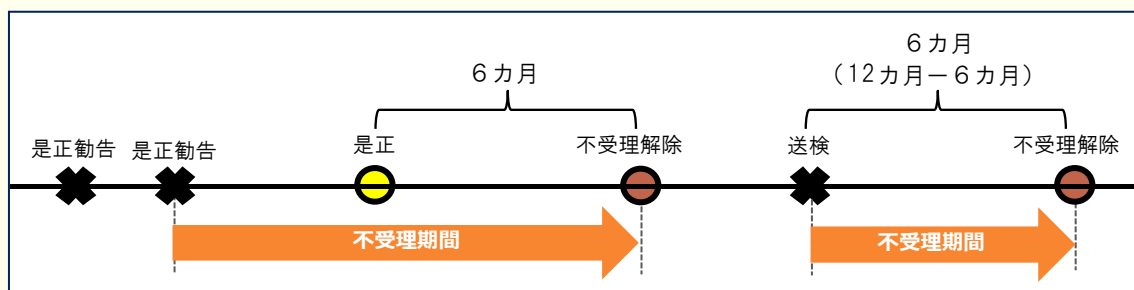 6カ月
6カ月
(12カ月-6カ月)
是正勧告
是正勧告
是正
不受理解除
送検
不受理解除
不受理期間
不受理期間